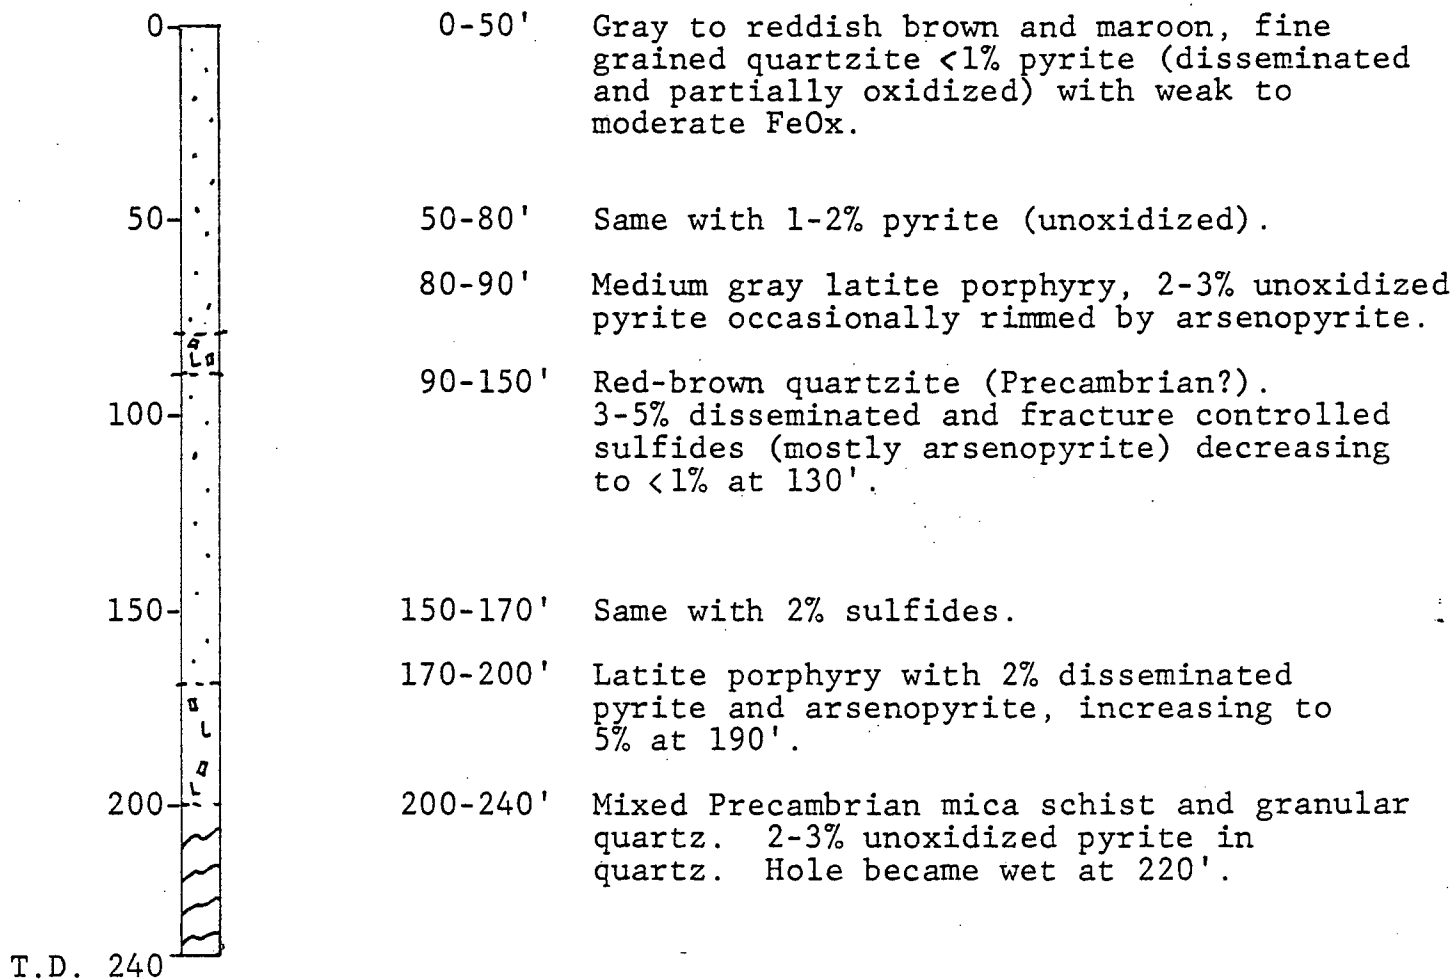 0-
0-50' Gray to reddish brown and maroon, fine
grained quartzite <1% pyrite (disseminated
and partially oxidized) with weak to
moderate FeOx.
50-
50-80' Same with 1-2% pyrite (unoxidized).
80-90' Medium gray latite porphyry, 2-3% unoxidized
pyrite occasionally rimmed by arsenopyrite.
90-150' Red-brown quartzite (Precambrian?).
100- 3-5% disseminated and fracture controlled
sulfides (mostly arsenopyrite) decreasing
to <1% at 130'.
150- 150-170' Same with 2% sulfides.
170-200' Latite porphyry with 2% disseminated
pyrite and arsenopyrite, increasing to
5% at 190'.
200- 200-240' Mixed Precambrian mica schist and granular
quartz. 2-3% unoxidized pyrite in
quartz. Hole became wet at 220'.
T.D. 240